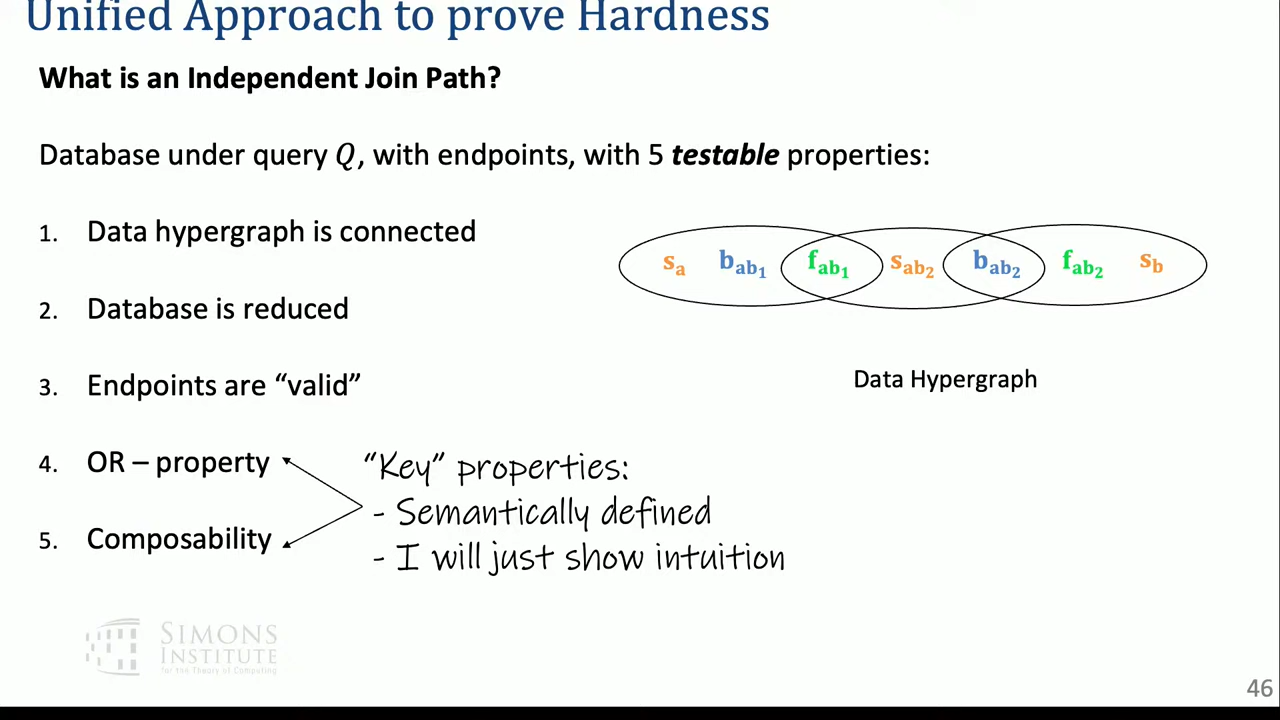 Unified Approach to prove Hardness
What is an Independent Join Path?
Database under query Q, with endpoints, with 5 testable properties:
1. Data hypergraph is connected
s_a b_ab₁ f_ab₁ s_ab₂ b_ab₂ f_ab₂ s_b
2. Database is reduced
3. Endpoints are “valid”
Data Hypergraph
4. OR – property
“Key” properties:
- Semantically defined
5. Composability
- I will just show intuition
SIMONS
INSTITUTE
for the Theory of Computing
46